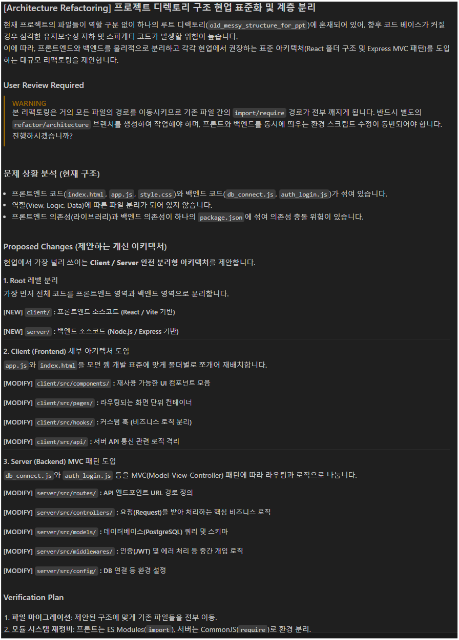 [Architecture Refactoring] 프로젝트 디렉토리 구조 현업 표준화 및 계층 분리
현재 프로젝트의 파일들이 역할 구분 없이 하나의 루트 디렉토리(old_messy_structure_for_ppt)에 혼재되어 있어, 향후 코드 베이스가 커질
경우 심각한 유지보수성 저하 및 스파게티 코드가 발생할 위험이 높습니다.
이에 따라, 프론트엔드와 백엔드를 물리적으로 분리하고 각각 현업에서 권장하는 표준 아키텍처(React 폴더 구조 및 Express MVC 패턴)를 도입
하는 대규모 리팩토링을 제안합니다.
User Review Required
WARNING
본 리팩토링은 거의 모든 파일의 경로를 이동시키므로 기존 파일 간의 import/require 경로가 전부 깨지게 됩니다. 반드시 별도의
refactor/architecture 브랜치를 생성하여 작업해야 하며, 프론트와 백엔드를 동시에 띄우는 환경 스크립트 수정이 동반되어야 합니다.
진행하시겠습니까?
문제 상황 분석 (현재 구조)
• 프론트엔드 코드(index.html, app.js, style.css)와 백엔드 코드(db_connect.js, auth_login.js)가 섞여 있습니다.
• 역할(View, Logic, Data)에 따른 파일 분리가 되어 있지 않습니다.
• 프론트엔드 의존성(라이브러리)과 백엔드 의존성이 하나의 package.json에 섞여 의존성 충돌 위험이 있습니다.
Proposed Changes (제안하는 개선 아키텍처)
현업에서 가장 널리 쓰이는 Client / Server 완전 분리형 아키텍처를 제안합니다.
1. Root 레벨 분리
가장 먼저 전체 코드를 프론트엔드 영역과 백엔드 영역으로 분리합니다.
[NEW] client/ : 프론트엔드 소스코드 (React / Vite 기반)
[NEW] server/ : 백엔드 소스코드 (Node.js / Express 기반)
2. Client (Frontend) 세부 아키텍처 도입
app.js와 index.html을 모던 웹 개발 표준에 맞게 폴더별로 쪼개어 재배치합니다.
[MODIFY] client/src/components/ : 재사용 가능한 UI 컴포넌트 모음
[MODIFY] client/src/pages/ : 라우팅되는 화면 단위 컨테이너
[MODIFY] client/src/hooks/ : 커스텀 훅 (비즈니스 로직 분리)
[MODIFY] client/src/api/ : 서버 API 통신 관련 로직 격리
3. Server (Backend) MVC 패턴 도입
db_connect.js와 auth_login.js 등을 MVC(Model-View-Controller) 패턴에 따라 라우팅과 로직으로 나눕니다.
[MODIFY] server/src/routes/ : API 엔드포인트 URL 경로 정의
[MODIFY] server/src/controllers/ : 요청(Request)을 받아 처리하는 핵심 비즈니스 로직
[MODIFY] server/src/models/ : 데이터베이스(PostgreSQL) 쿼리 및 스키마
[MODIFY] server/src/middlewares/ : 인증(JWT) 및 에러 처리 등 중간 개입 로직
[MODIFY] server/src/config/ : DB 연결 등 환경 설정
Verification Plan
1. 파일 마이그레이션: 제안된 구조에 맞게 기존 파일들을 전부 이동.
2. 모듈 시스템 재정비: 프론트는 ES Modules(import), 서버는 CommonJS(require)로 환경 분리.